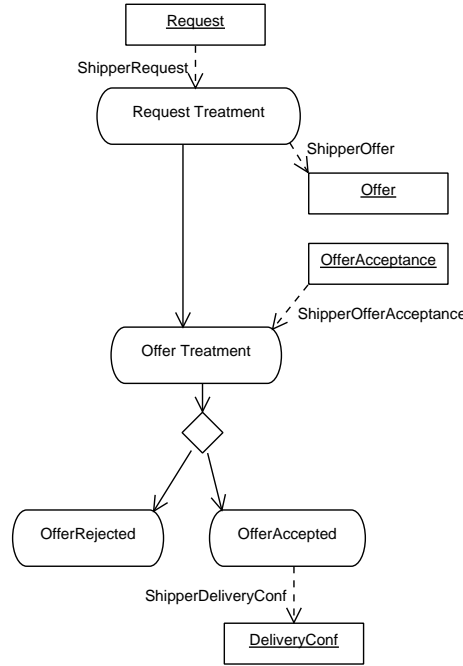 Request
ShipperRequest
Request Treatment
ShipperOffer
Offer
OfferAcceptance
ShipperOfferAcceptance
Offer Treatment
OfferRejected
OfferAccepted
ShipperDeliveryConf
DeliveryConf